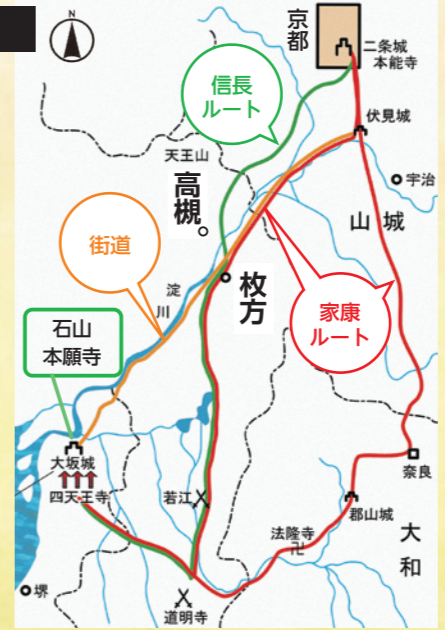 N
京都
二条城
本能寺
信長
ルート
伏見城
天王山
宇治
高槻。
山城
街道
淀川
枚方
家康
ルート
石山
本願寺
大坂城
四天王寺
若江
奈良
郡山城
法隆寺
大和
堺
道明寺